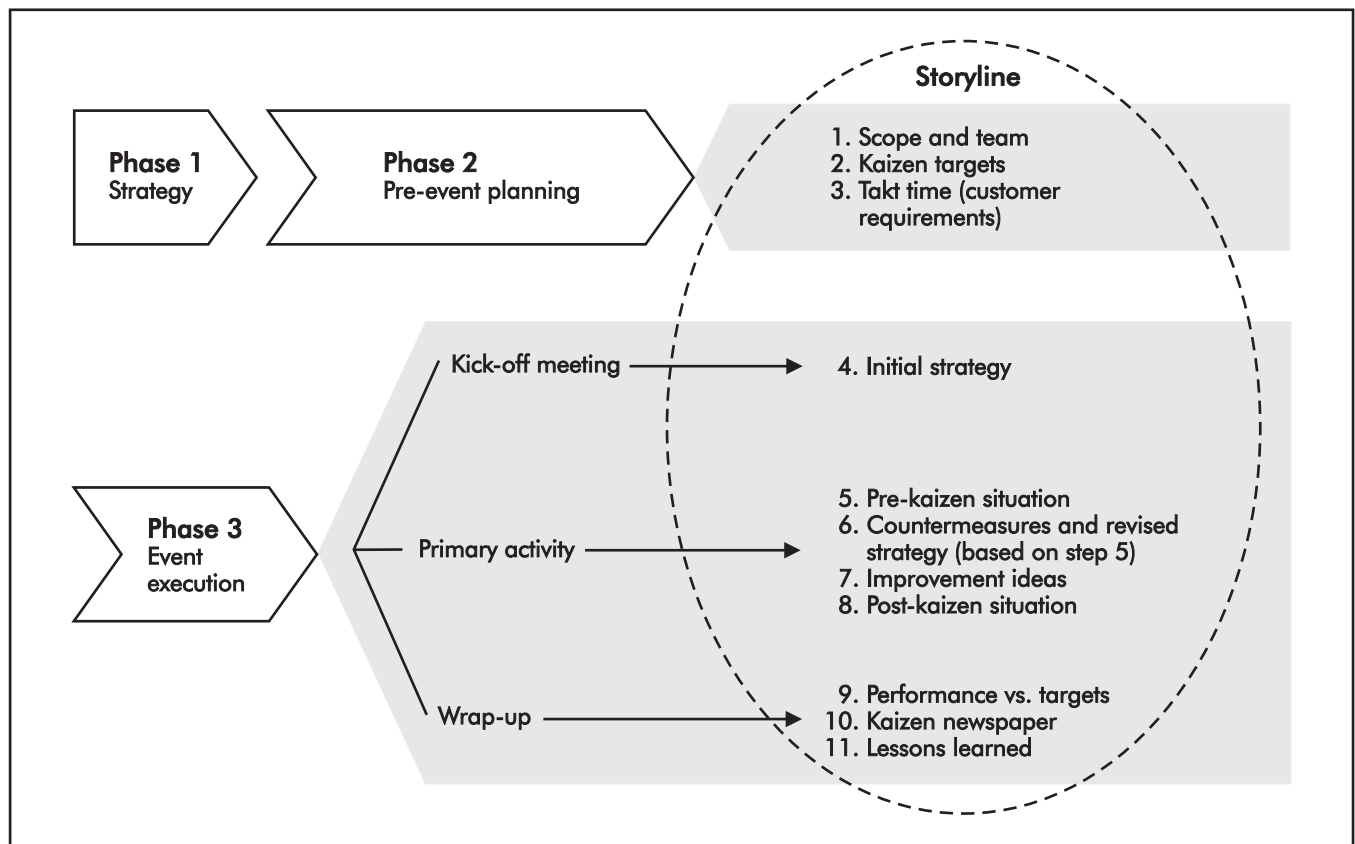 Storyline
Phase 1
Strategy
Phase 2
Pre-event planning
1. Scope and team
2. Kaizen targets
3. Takt time (customer
requirements)
Kick-off meeting
4. Initial strategy
Phase 3
Event
execution
Primary activity
5. Pre-kaizen situation
6. Countermeasures and revised
strategy (based on step 5)
7. Improvement ideas
8. Post-kaizen situation
Wrap-up
9. Performance vs. targets
10. Kaizen newspaper
11. Lessons learned